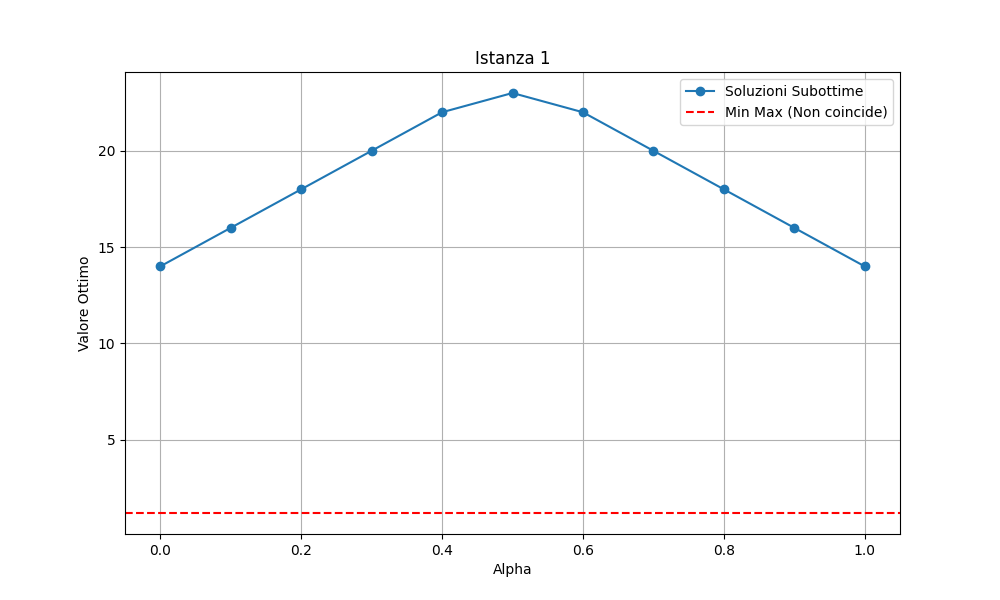 Istanza 1
Soluzioni Subottime
Min Max (Non coincide)
Valore Ottimo
20
15
10
5
0.0 0.2 0.4 0.6 0.8 1.0
Alpha